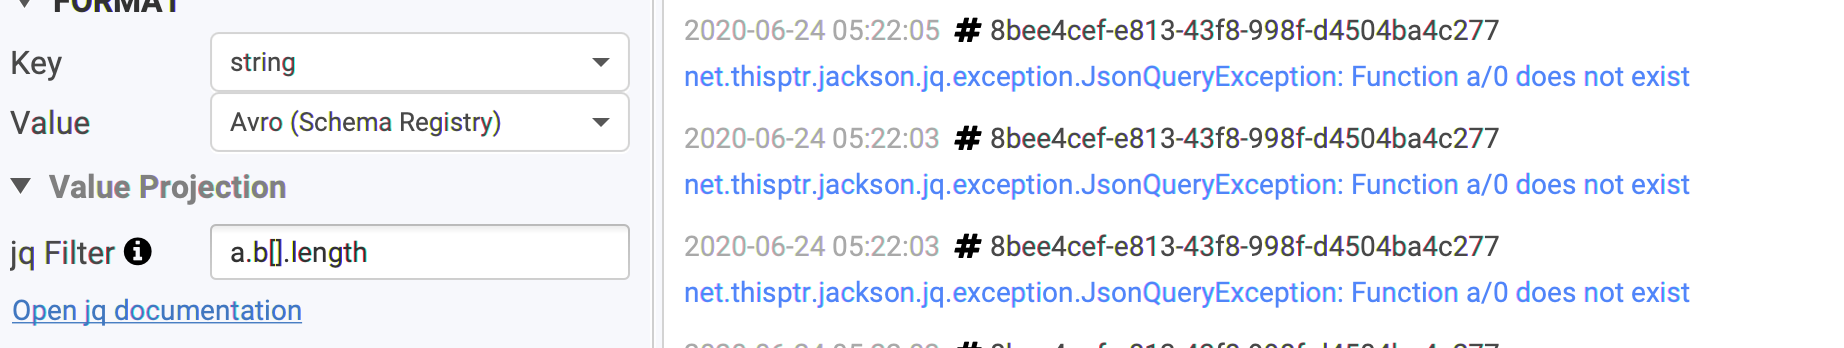 FORMAT
Key
string
Value
Avro (Schema Registry)
Value Projection
jq Filter
a.b[].length
Open jq documentation
2020-06-24 05:22:05 # 8bee4cef-e813-43f8-998f-d4504ba4c277
net.thisptr.jackson.jq.exception.JsonQueryException: Function a/0 does not exist
2020-06-24 05:22:03 # 8bee4cef-e813-43f8-998f-d4504ba4c277
net.thisptr.jackson.jq.exception.JsonQueryException: Function a/0 does not exist
2020-06-24 05:22:03 # 8bee4cef-e813-43f8-998f-d4504ba4c277
net.thisptr.jackson.jq.exception.JsonQueryException: Function a/0 does not exist